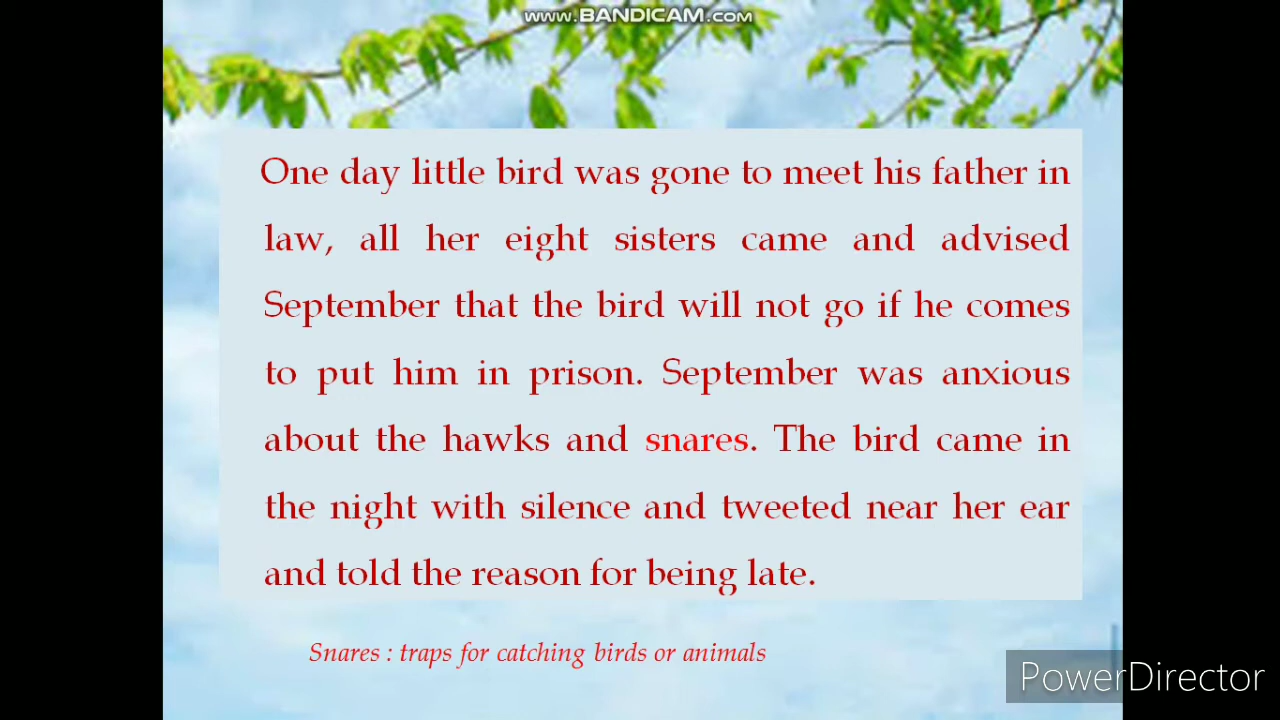 www.BANDICAM.com
One day little bird was gone to meet his father in
law, all her eight sisters came and advised
September that the bird will not go if he comes
to put him in prison. September was anxious
about the hawks and snares. The bird came in
the night with silence and tweeted near her ear
and told the reason for being late.
Snares : traps for catching birds or animals
PowerDirector